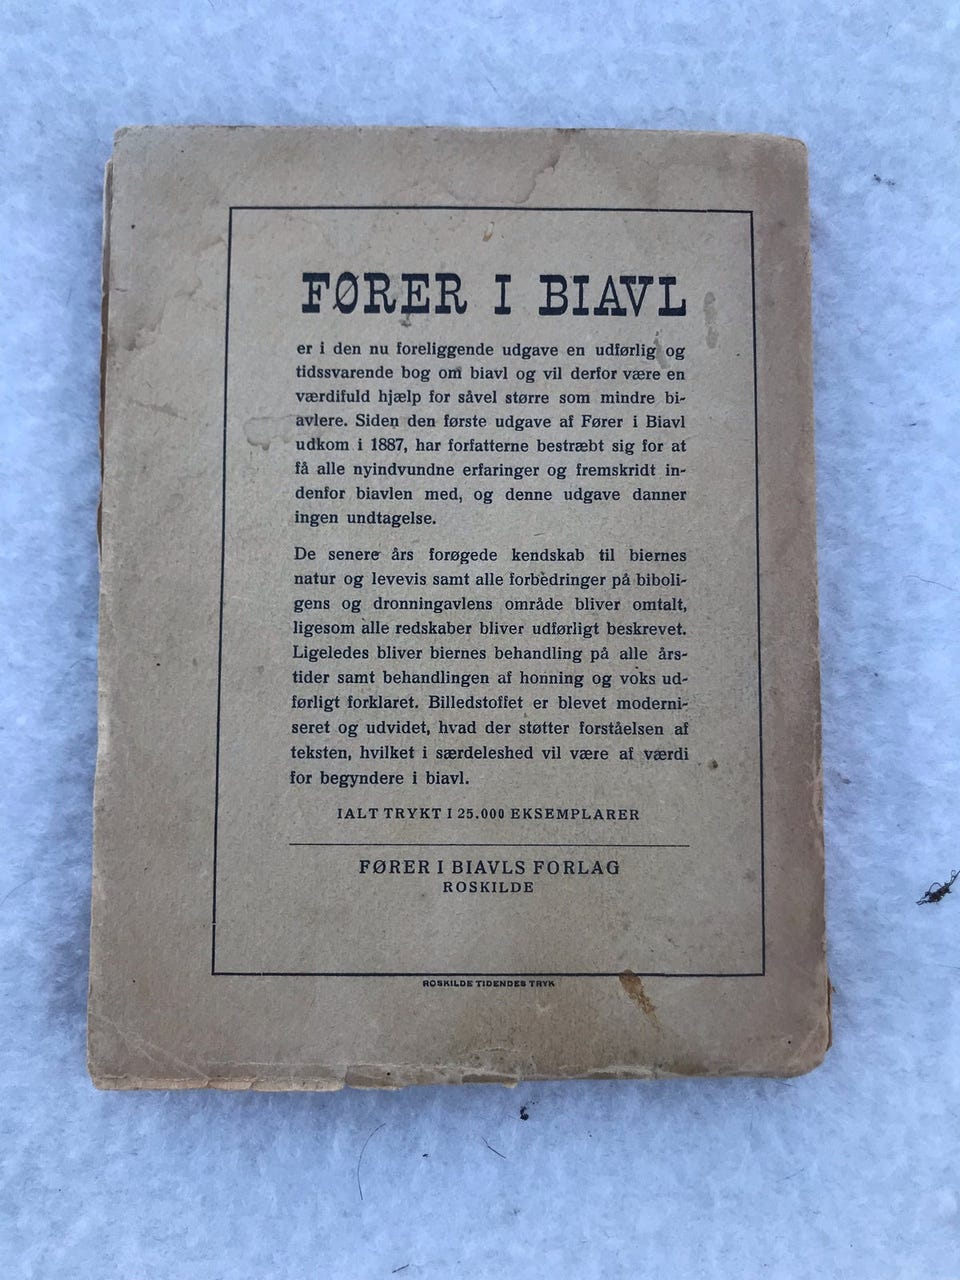 FØRER I BIAVL
er i den nu foreliggende udgave en udførlig og
tidssvarende bog om biavl og vil derfor være en
værdifuld hjælp for såvel større som mindre bi-
avlere. Siden den første udgave af Fører i Biavl
udkom i 1887, har forfatterne bestræbt sig for at
få alle nyindvundne erfaringer og fremskridt in-
denfor biavlen med, og denne udgave danner
ingen undtagelse.
De senere års forøgede kendskab til biernes
natur og levevis samt alle forbedringer på biboli-
gens og dronningavlens område bliver omtalt,
ligesom alle redskaber bliver udførligt beskrevet.
Ligeledes bliver biernes behandling på alle års-
tider samt behandlingen af honning og voks ud-
førligt forklaret. Billedstoffet er blevet moderni-
seret og udvidet, hvad der støtter forståelsen af
teksten, hvilket i særdeleshed vil være af værdi
for begyndere i biavl.
IALT TRYKT I 25.000 EKSEMPLARER
FØRER I BIAVLS FORLAG
ROSKILDE
ROSKILDE TIDENDES TRYK